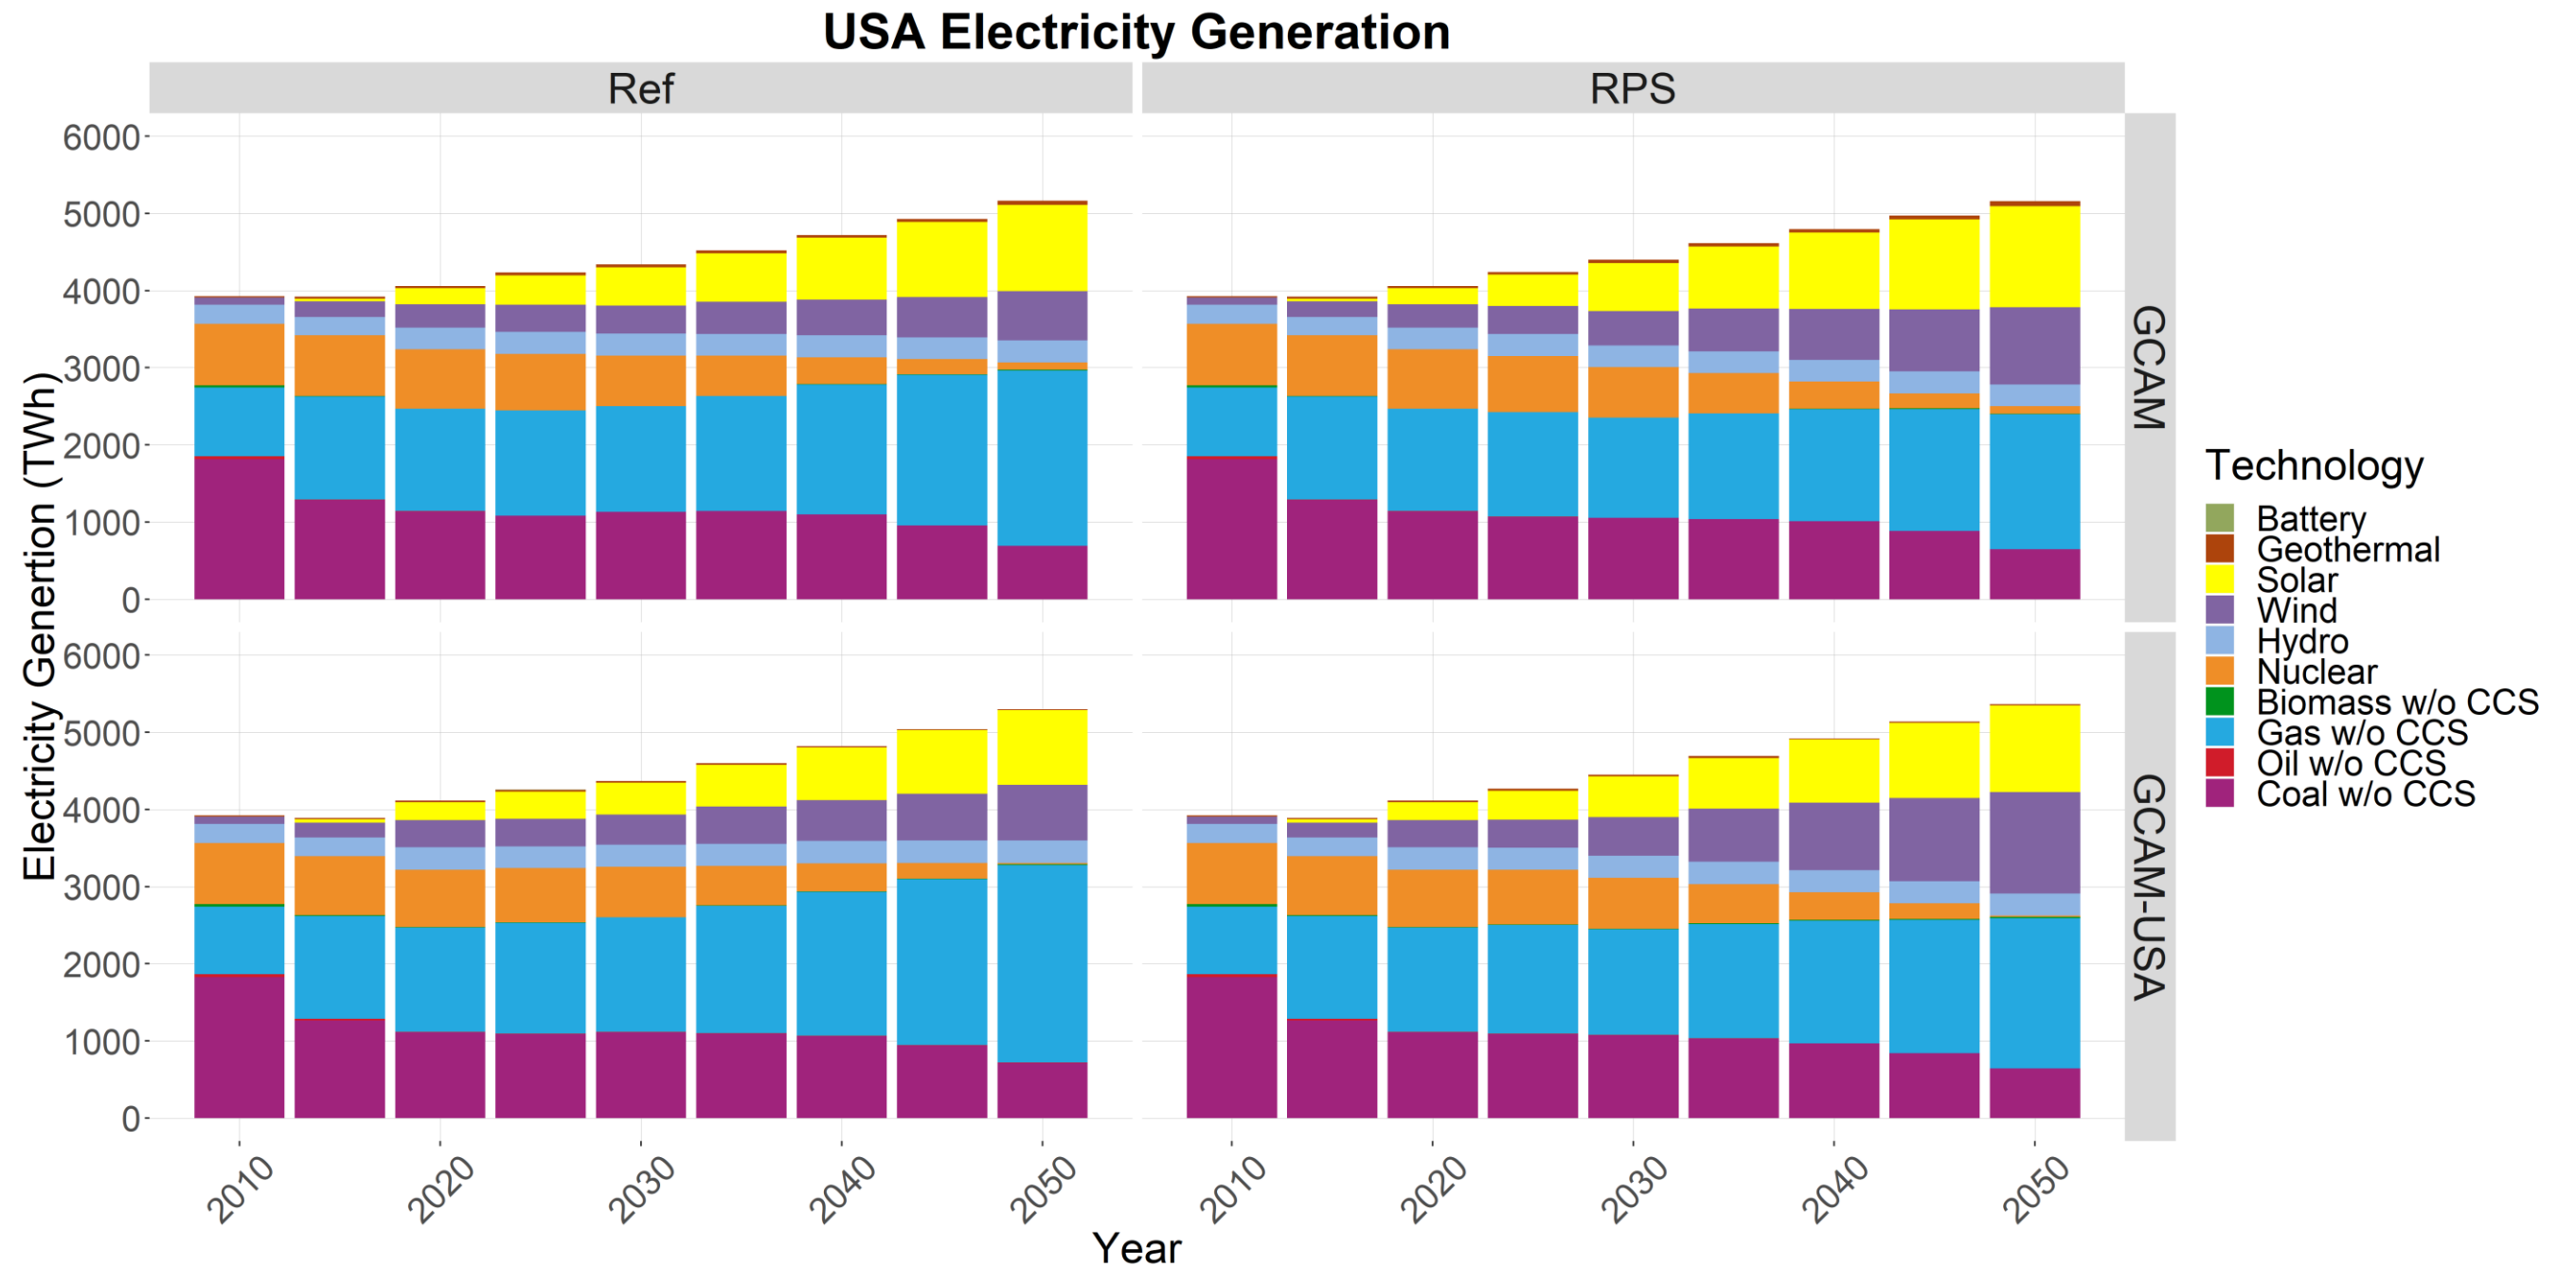 USA Electricity Generation
Ref
RPS
6000
5000
4000
3000
2000
1000
0
GCAM
6000
5000
4000
3000
2000
1000
0
GCAM-USA
Electricity Genertion (TWh)
2010
2020
2030
2040
2050
2010
2020
2030
2040
2050
Year
Technology
Battery
Geothermal
Solar
Wind
Hydro
Nuclear
Biomass w/o CCS
Gas w/o CCS
Oil w/o CCS
Coal w/o CCS